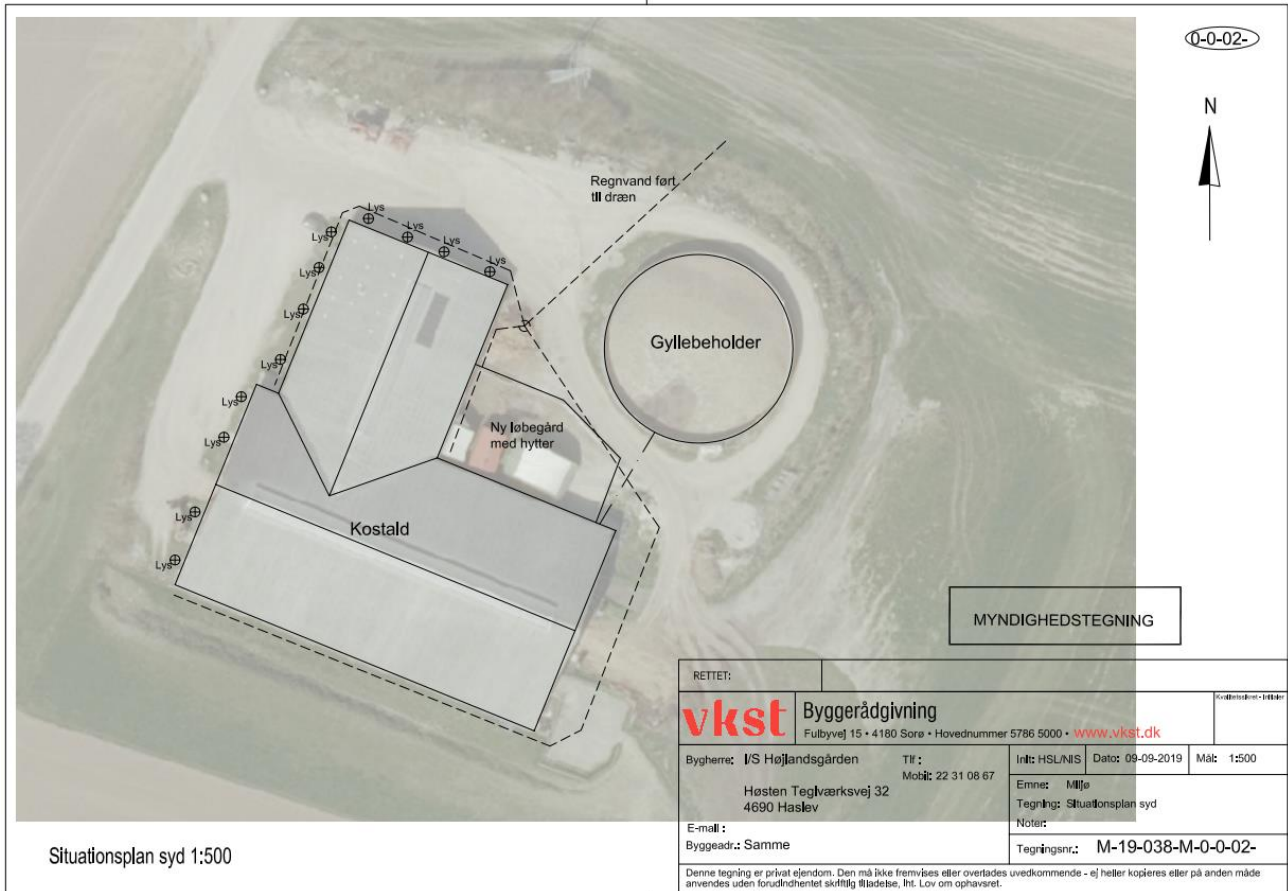 0-0-02-
N
Regnvand ført
til dræn
Lys
Lys
Lys
Lys
Lys
Lys
Lys
Lys
Lys
Lys
Lys
Lys
Gyllebeholder
Ny løbegård
med hytter
Kostald
MYNDIGHEDSTEGNING
Situationsplan syd 1:500
RETTET:
vkst Byggerådgivning
Fulbyvej 15 • 4180 Sorø • Hovednummer 5786 5000 • www.vkst.dk
Kvalitetssikret - Initialer
Bygherre: I/S Højlandsgården Tlf :
Mobil: 22 31 08 67
Høsten Teglværksvej 32
4690 Haslev
E-mail :
Byggeadr.: Samme
Init: HSL/NIS Dato: 09-09-2019 Mål: 1:500
Emne: Miljø
Tegning: Situationsplan syd
Noter:
Tegningsnr.: M-19-038-M-0-0-02-
Denne tegning er privat ejendom. Den må ikke fremvises eller overlades uvedkommende - ej heller kopieres eller på anden måde
anvendes uden forudindhentet skriftlig tilladelse, iht. Lov om ophavsret.